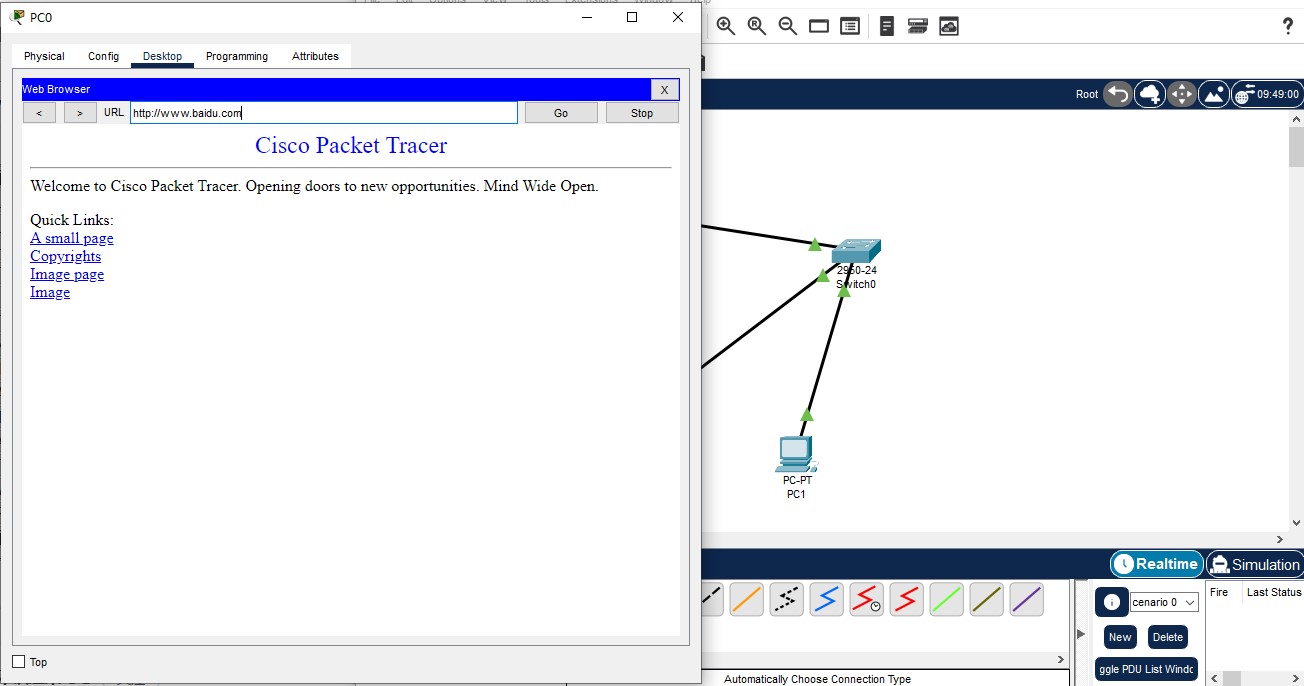 PC0
Physical Config Desktop Programming Attributes
Web Browser
X
< > URL http://www.baidu.com Go Stop
Cisco Packet Tracer
Welcome to Cisco Packet Tracer. Opening doors to new opportunities. Mind Wide Open.
Quick Links:
A small page
Copyrights
Image page
Image
Top
?
Root 09:49:00
2950-24
Switch0
PC-PT
PC1
Realtime Simulation
cenario 0
Fire Last Status
New Delete
ggle PDU List Windo
Automatically Choose Connection Type